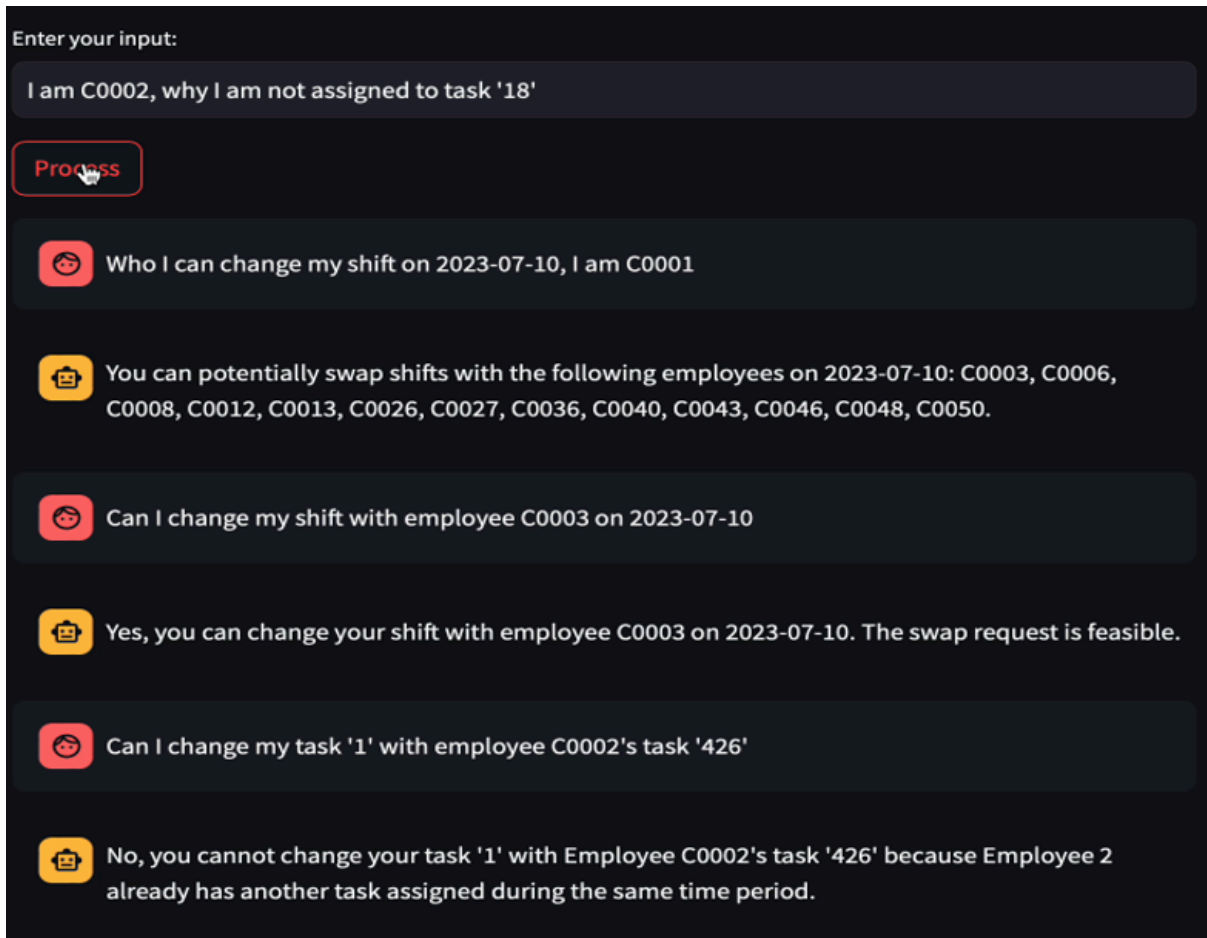 Enter your input:
I am C0002, why I am not assigned to task '18'
Process
Who I can change my shift on 2023-07-10, I am C0001
You can potentially swap shifts with the following employees on 2023-07-10: C0003, C0006,
C0008, C0012, C0013, C0026, C0027, C0036, C0040, C0043, C0046, C0048, C0050.
Can I change my shift with employee C0003 on 2023-07-10
Yes, you can change your shift with employee C0003 on 2023-07-10. The swap request is feasible.
Can I change my task '1' with employee C0002's task '426'
No, you cannot change your task '1' with Employee C0002's task '426' because Employee 2
already has another task assigned during the same time period.